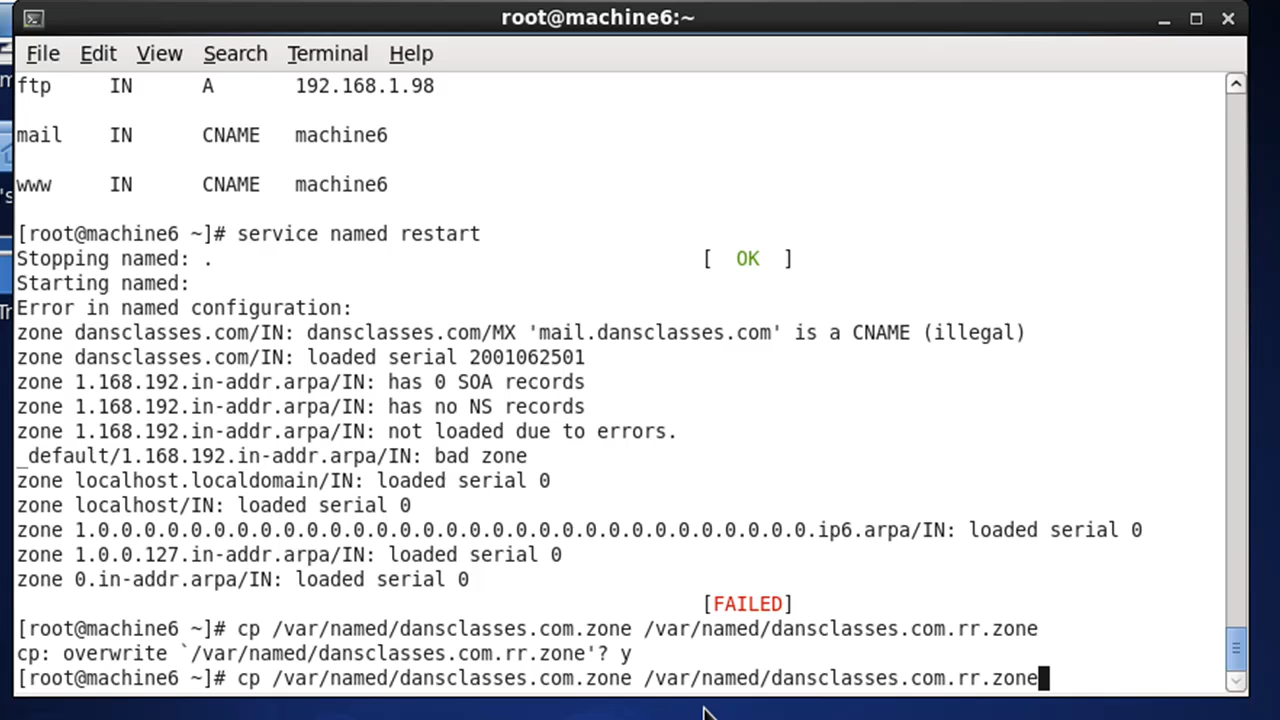 root@machine6:~
File Edit View Search Terminal Help
ftp IN A 192.168.1.98
mail IN CNAME machine6
www IN CNAME machine6
[root@machine6 ~]# service named restart
Stopping named: . [ OK ]
Starting named:
Error in named configuration:
zone dansclasses.com/IN: dansclasses.com/MX 'mail.dansclasses.com' is a CNAME (illegal)
zone dansclasses.com/IN: loaded serial 2001062501
zone 1.168.192.in-addr.arpa/IN: has 0 SOA records
zone 1.168.192.in-addr.arpa/IN: has no NS records
zone 1.168.192.in-addr.arpa/IN: not loaded due to errors.
_default/1.168.192.in-addr.arpa/IN: bad zone
zone localhost.localdomain/IN: loaded serial 0
zone localhost/IN: loaded serial 0
zone 1.0.0.0.0.0.0.0.0.0.0.0.0.0.0.0.0.0.0.0.0.0.0.0.0.0.0.0.0.0.0.0.ip6.arpa/IN: loaded serial 0
zone 1.0.0.127.in-addr.arpa/IN: loaded serial 0
zone 0.in-addr.arpa/IN: loaded serial 0
[FAILED]
[root@machine6 ~]# cp /var/named/dansclasses.com.zone /var/named/dansclasses.com.rr.zone
cp: overwrite `/var/named/dansclasses.com.rr.zone'? y
[root@machine6 ~]# cp /var/named/dansclasses.com.zone /var/named/dansclasses.com.rr.zone